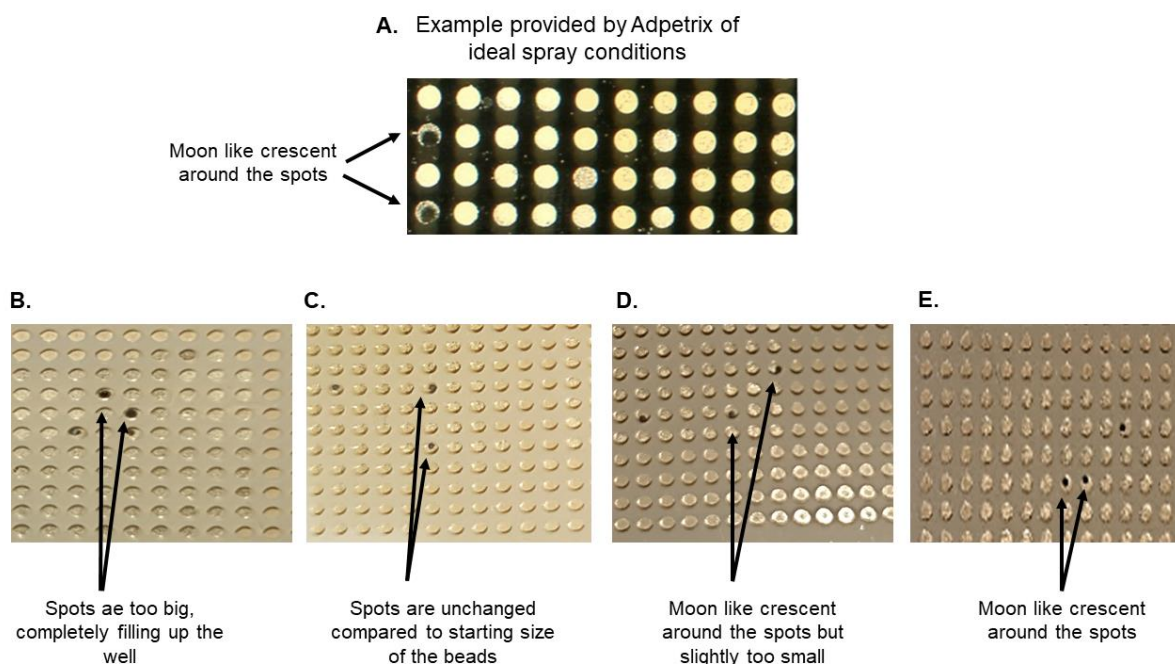 A. Example provided by Adpetrix of
ideal spray conditions
Moon like crescent
around the spots
B.
C.
D.
E.
Spots ae too big,
completely filling up the
well
Spots are unchanged
compared to starting size
of the beads
Moon like crescent
around the spots but
slightly too small
Moon like crescent
around the spots